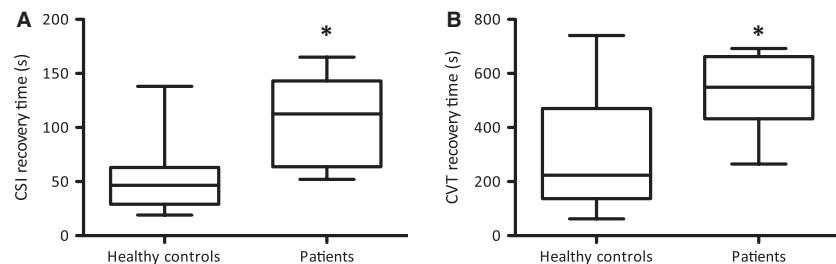 A
CSI recovery time (s)
200
150
100
50
0
*
Healthy controls
Patients
B
CVT recovery time (s)
800
600
400
200
0
*
Healthy controls
Patients